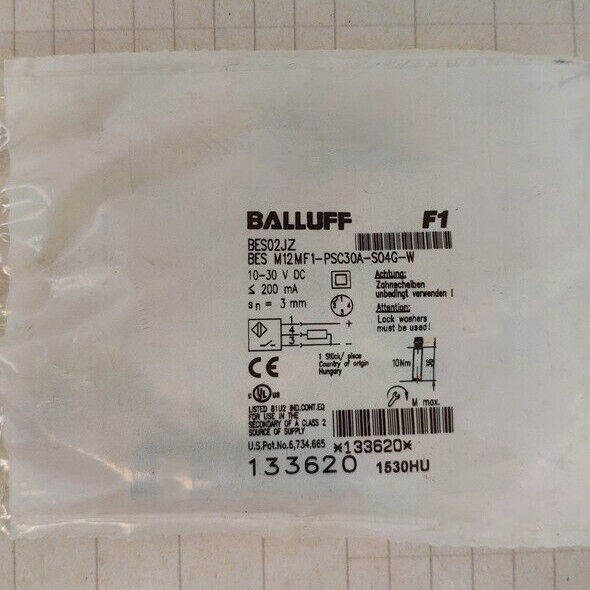 BALLUFF F1
BES02JZ
BES M12MF1-PSC30A-S04G-W
10-30 V DC
≤ 200 mA
sn = 3 mm
Achtung:
Zahnscheiben
unbedingt verwenden !
Attention:
Lock washers
must be used!
1 +
4
3 -
1 Stück/ piece
Country of origin
Hungary
10Nm
M max.
CE
c UL us
LISTED 81U2 IND.CONT.EQ
FOR USE IN THE
SECONDARY OF A CLASS 2
SOURCE OF SUPPLY
U.S.Pat.No.6,734,665
*133620*
133620 1530HU